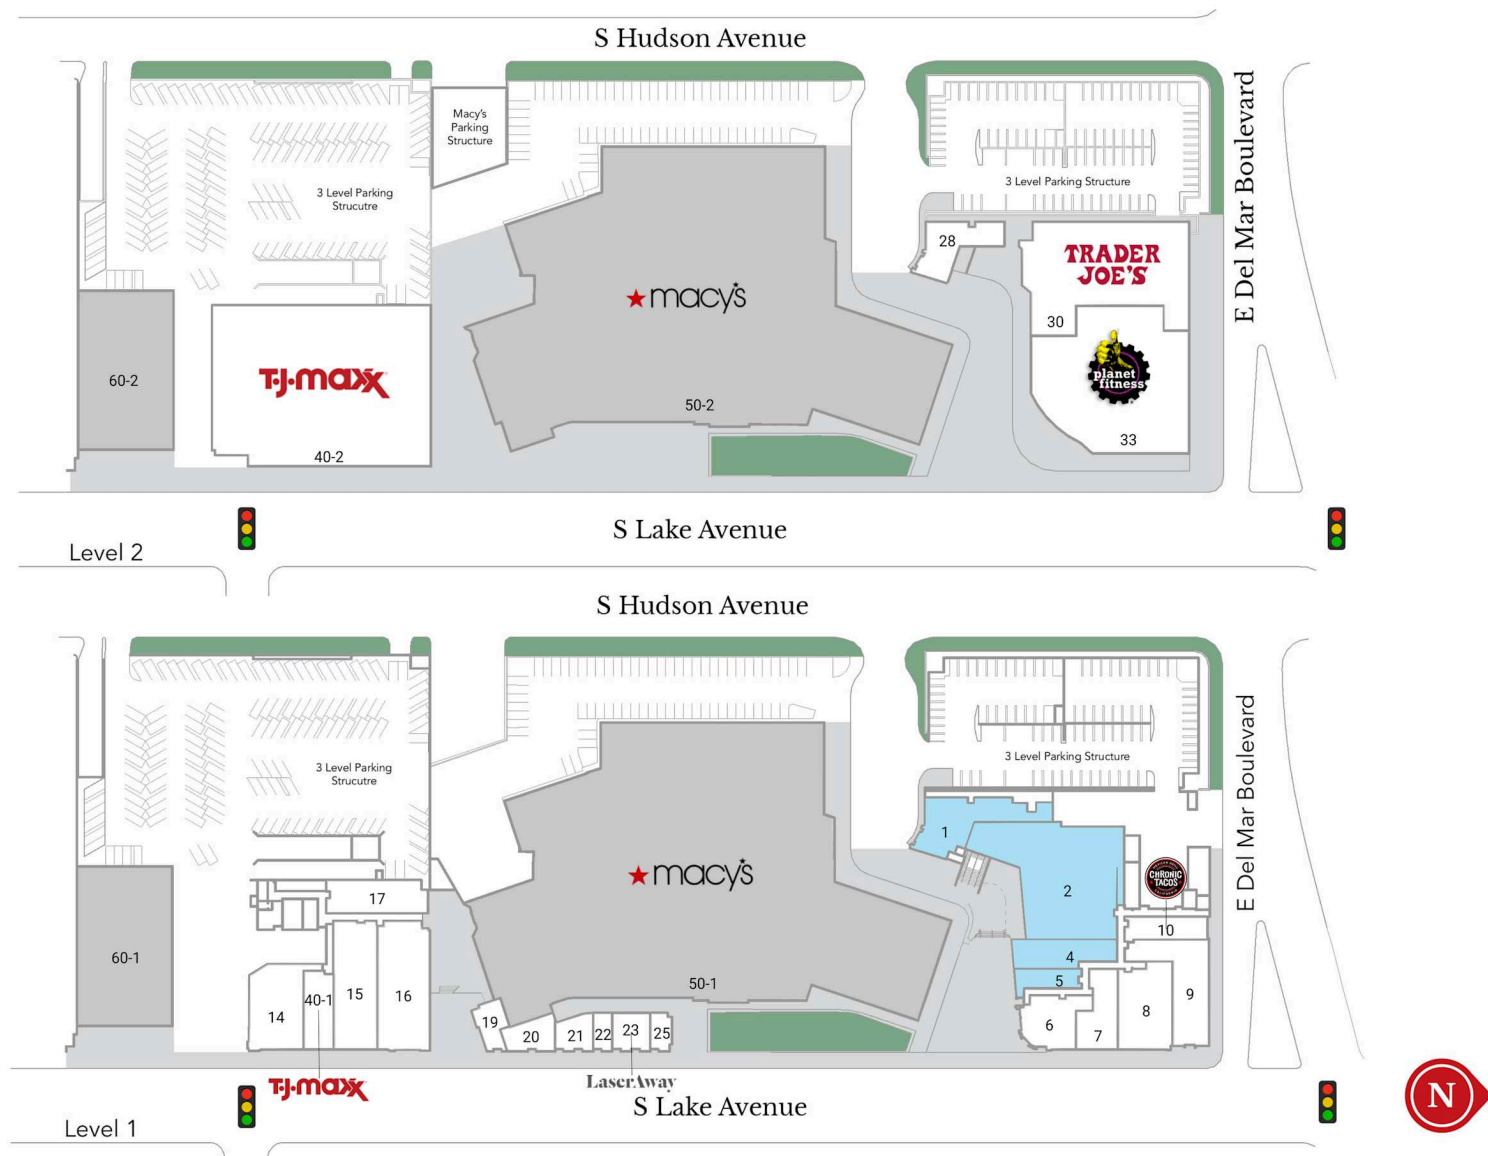 S Hudson Avenue
Macy's
Parking
Structure
3 Level Parking
Strucutre
3 Level Parking Structure
E Del Mar Boulevard
28
TRADER
JOE'S
30
macy's
planet
fitness
60-2
T·J·maxx
50-2
33
40-2
S Lake Avenue
Level 2
S Hudson Avenue
3 Level Parking
Strucutre
3 Level Parking Structure
E Del Mar Boulevard
1
macy's
CHRONIC
TACOS
2
17
10
60-1
4
50-1
5
14
40-1
15
16
9
19
20
21
22
23
25
6
7
8
T·J·maxx
LaserAway
S Lake Avenue
Level 1
N